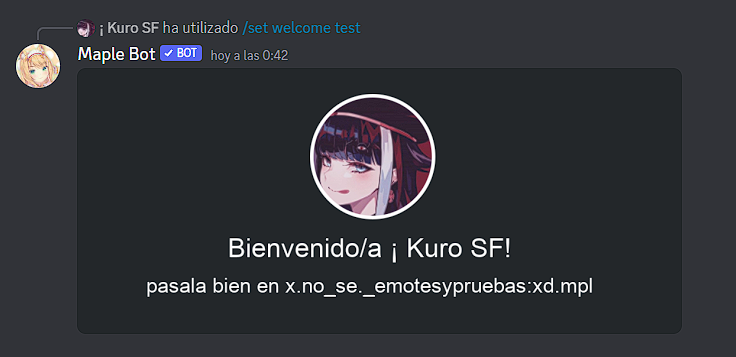 ¡ Kuro SF ha utilizado /set welcome test
Maple Bot ✓ BOT hoy a las 0:42
Bienvenido/a ¡ Kuro SF!
pasala bien en x.no_se._emotesypruebas:xd.mpl